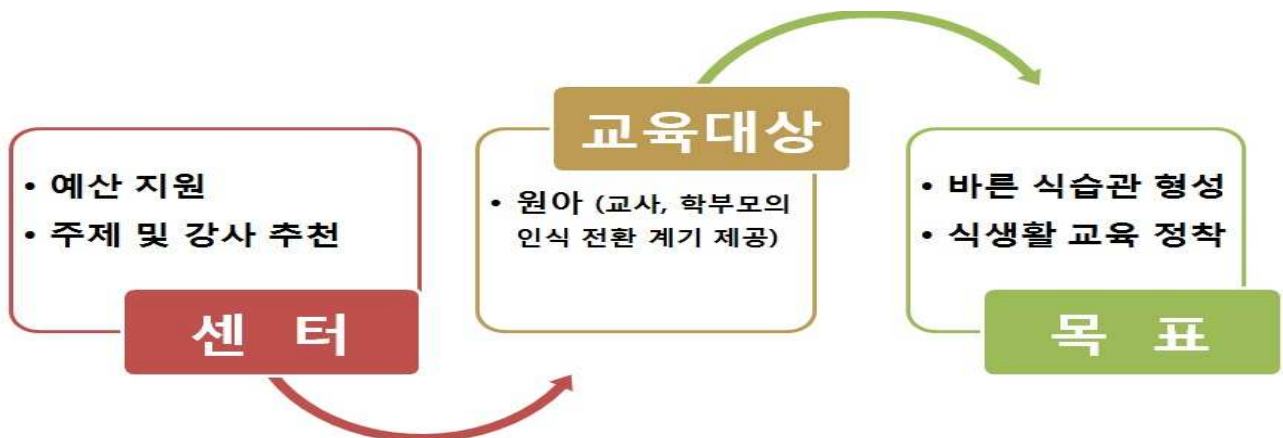 • 예산 지원
• 주제 및 강사 추천
센 터
교육대상
• 원아 (교사, 학부모의
인식 전환 계기 제공)
• 바른 식습관 형성
• 식생활 교육 정착
목 표